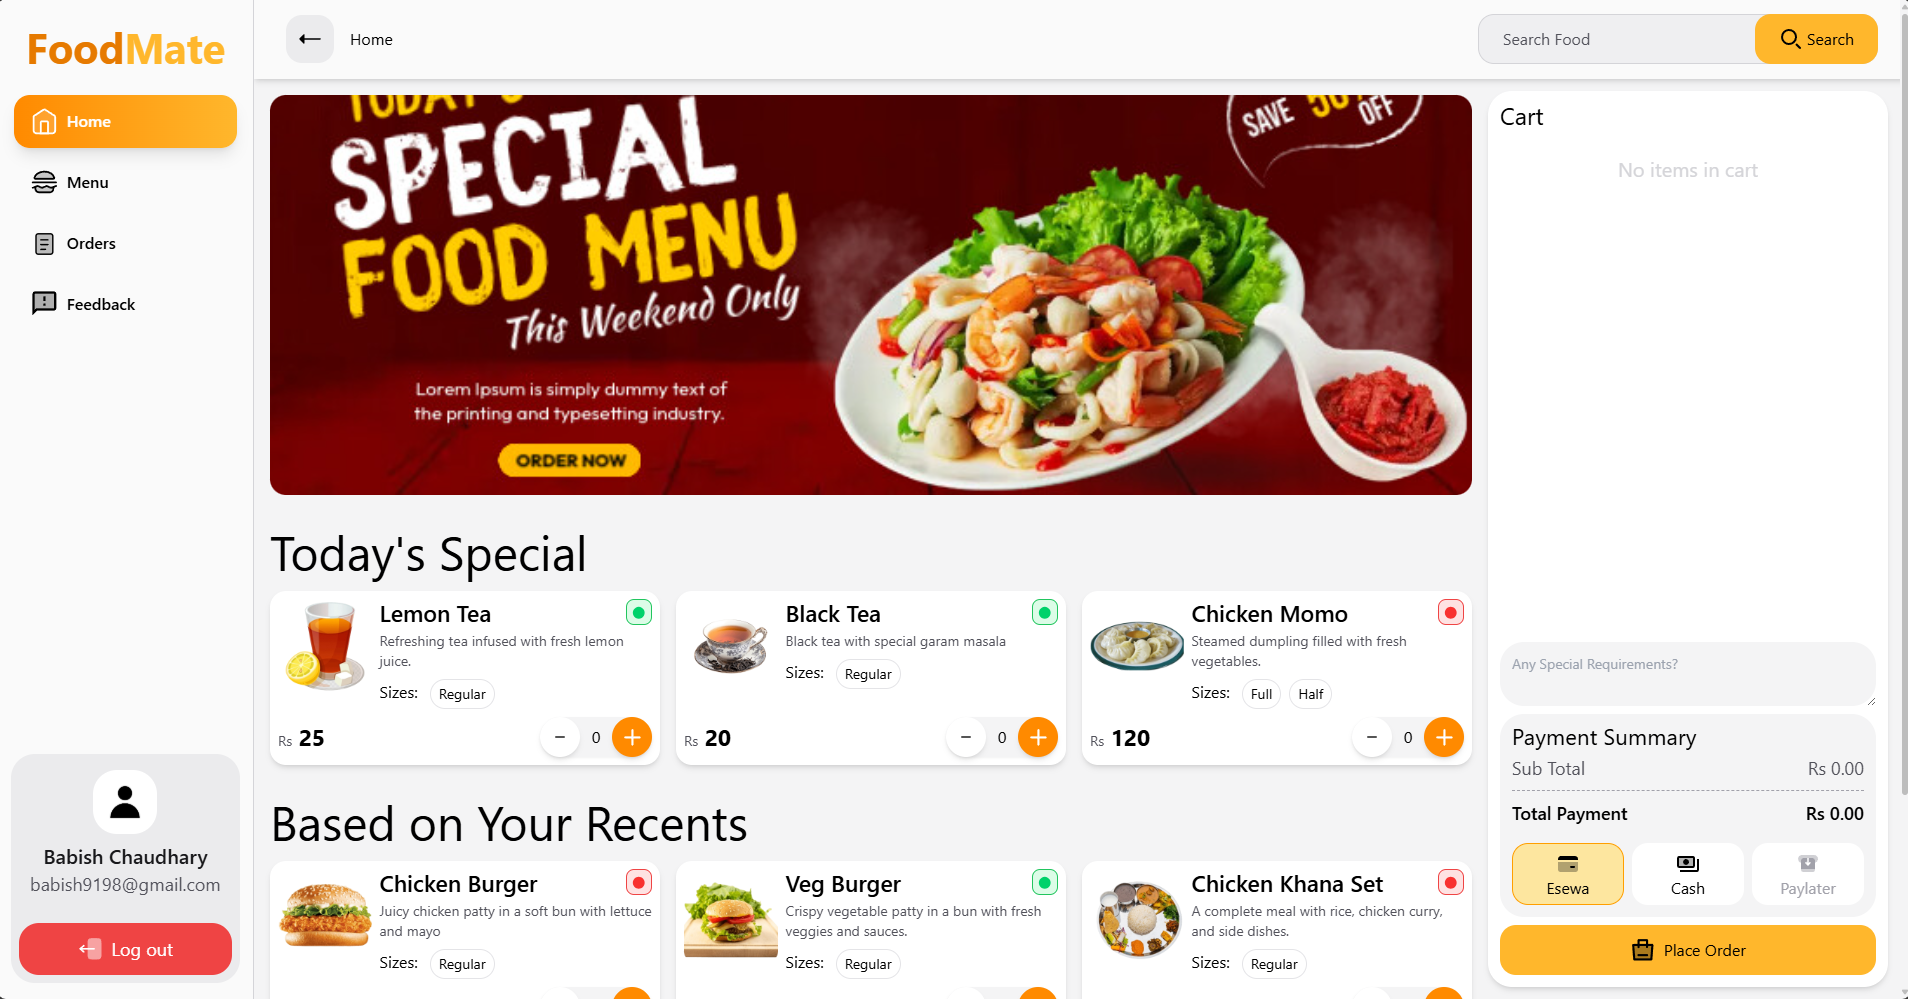 FoodMate
Home
Menu
Orders
Feedback
Babish Chaudhary
babish9198@gmail.com
Log out
Home
Search Food
Search
TODAY'S
SPECIAL
FOOD MENU
This Weekend Only
Lorem Ipsum is simply dummy text of
the printing and typesetting industry.
ORDER NOW
SAVE
OFF
Today's Special
Lemon Tea
Refreshing tea infused with fresh lemon
juice.
Sizes: Regular
Rs 25
0
Black Tea
Black tea with special garam masala
Sizes: Regular
Rs 20
0
Chicken Momo
Steamed dumpling filled with fresh
vegetables.
Sizes: Full Half
Rs 120
0
Based on Your Recents
Chicken Burger
Juicy chicken patty in a soft bun with lettuce
and mayo
Sizes: Regular
Veg Burger
Crispy vegetable patty in a bun with fresh
veggies and sauces.
Sizes: Regular
Chicken Khana Set
A complete meal with rice, chicken curry,
and side dishes.
Sizes: Regular
Cart
No items in cart
Any Special Requirements?
Payment Summary
Sub Total Rs 0.00
Total Payment Rs 0.00
Esewa
Cash
Paylater
Place Order